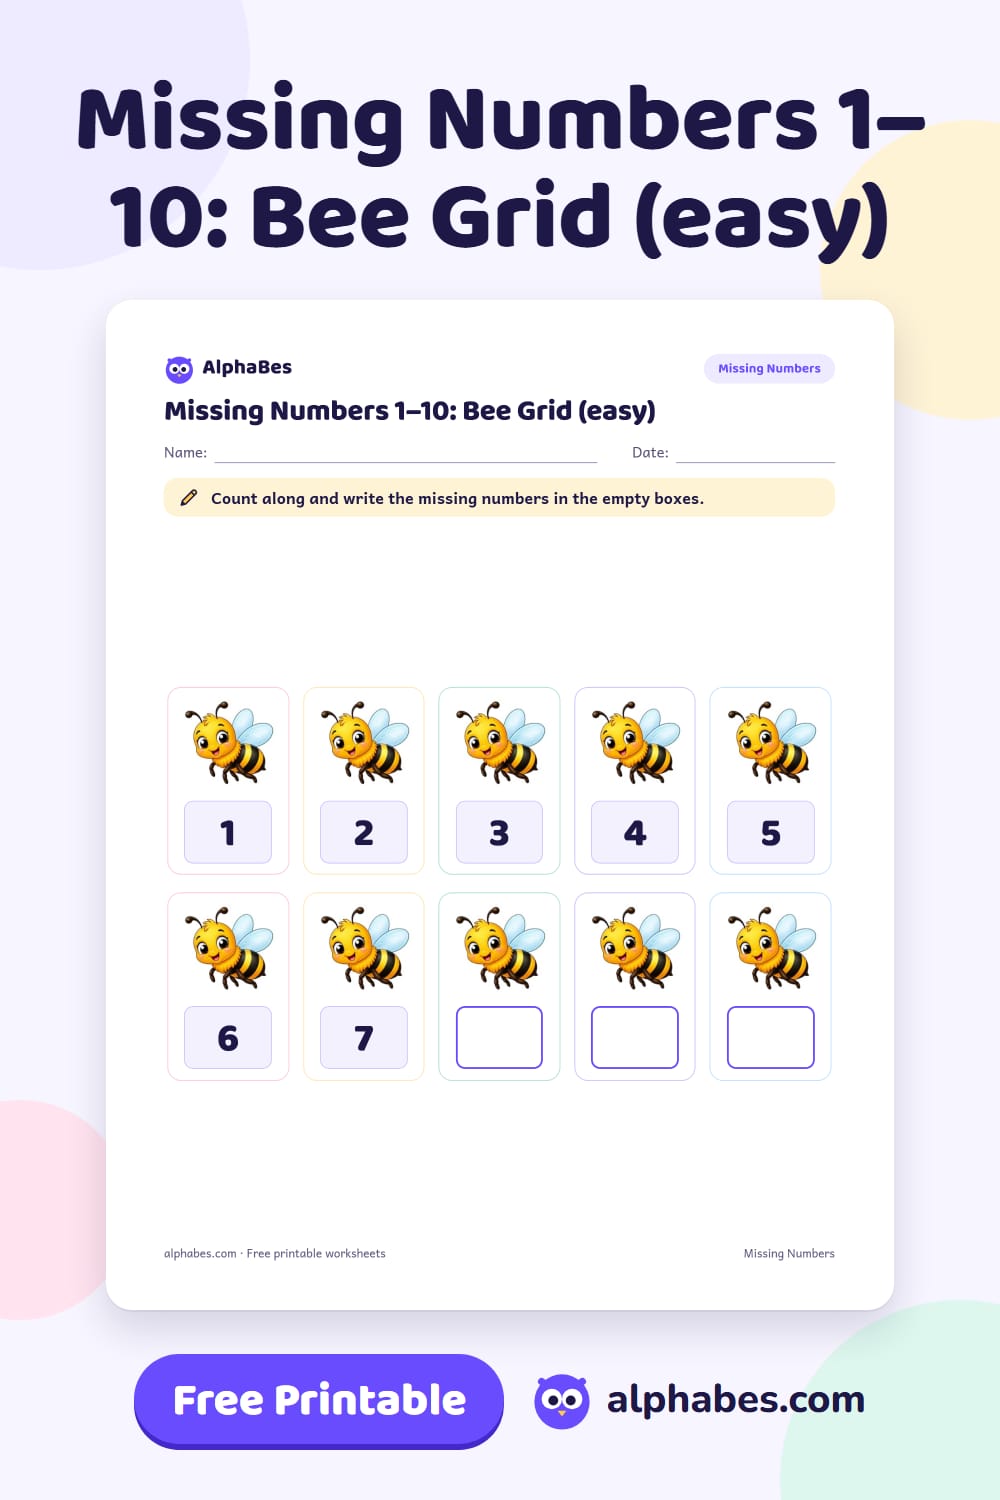 Missing Numbers 1–
10: Bee Grid (easy)
AlphaBes
Missing Numbers
Missing Numbers 1–10: Bee Grid (easy)
Name:
Date:
Count along and write the missing numbers in the empty boxes.
1 2 3 4 5
6 7
alphabes.com · Free printable worksheets
Missing Numbers
Free Printable
alphabes.com